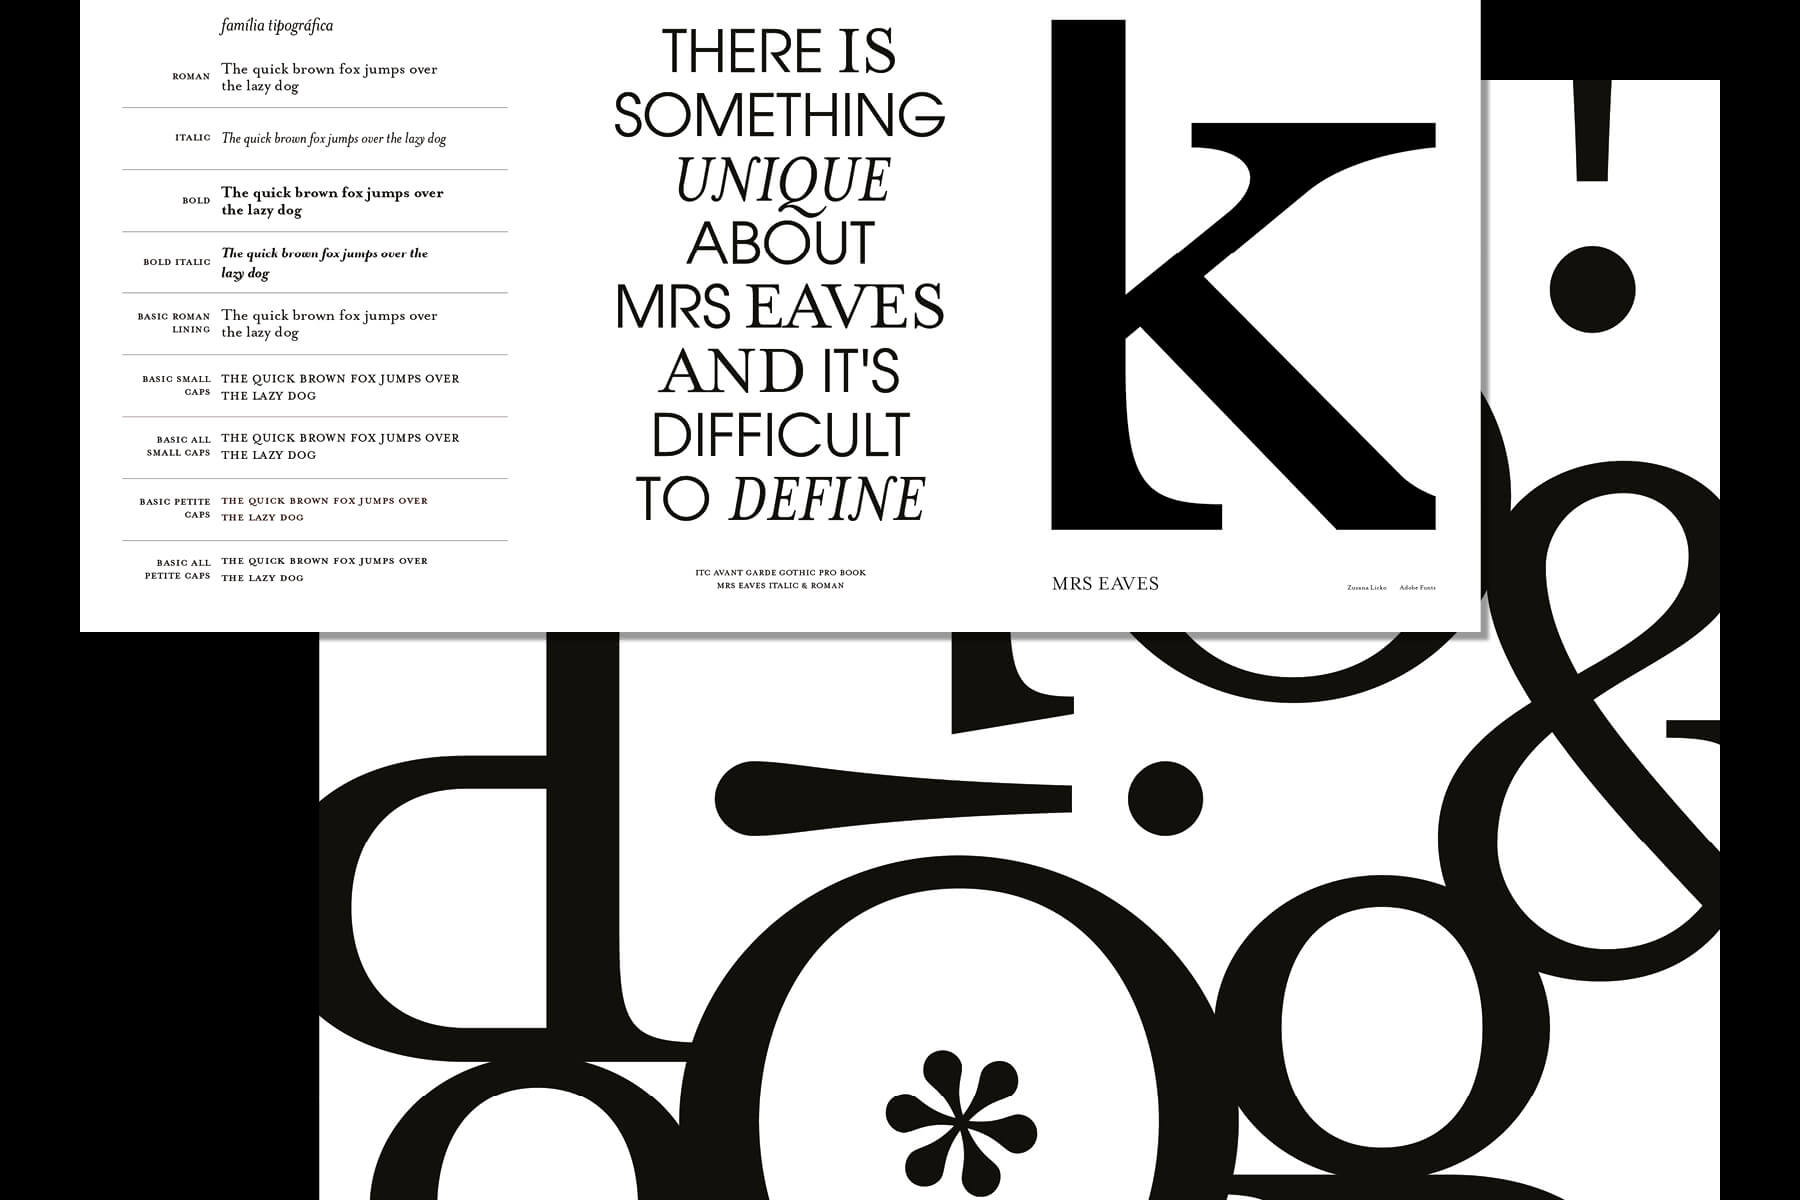 família tipográfica
ROMAN
The quick brown fox jumps over
the lazy dog
ITALIC
The quick brown fox jumps over the lazy dog
BOLD
The quick brown fox jumps over
the lazy dog
BOLD ITALIC
The quick brown fox jumps over the
lazy dog
BASIC ROMAN
LINING
The quick brown fox jumps over
the lazy dog
BASIC SMALL
CAPS
THE QUICK BROWN FOX JUMPS OVER
THE LAZY DOG
BASIC ALL
SMALL CAPS
THE QUICK BROWN FOX JUMPS OVER
THE LAZY DOG
BASIC PETITE
CAPS
THE QUICK BROWN FOX JUMPS OVER
THE LAZY DOG
BASIC ALL
PETITE CAPS
THE QUICK BROWN FOX JUMPS OVER
THE LAZY DOG
THERE IS
SOMETHING
UNIQUE
ABOUT
MRS EAVES
AND IT'S
DIFFICULT
TO DEFINE
ITC AVANT GARDE GOTHIC PRO BOOK
MRS EAVES ITALIC & ROMAN
k
MRS EAVES
Zuzana Licko Adobe Fonts
!
&
d
!
g
*